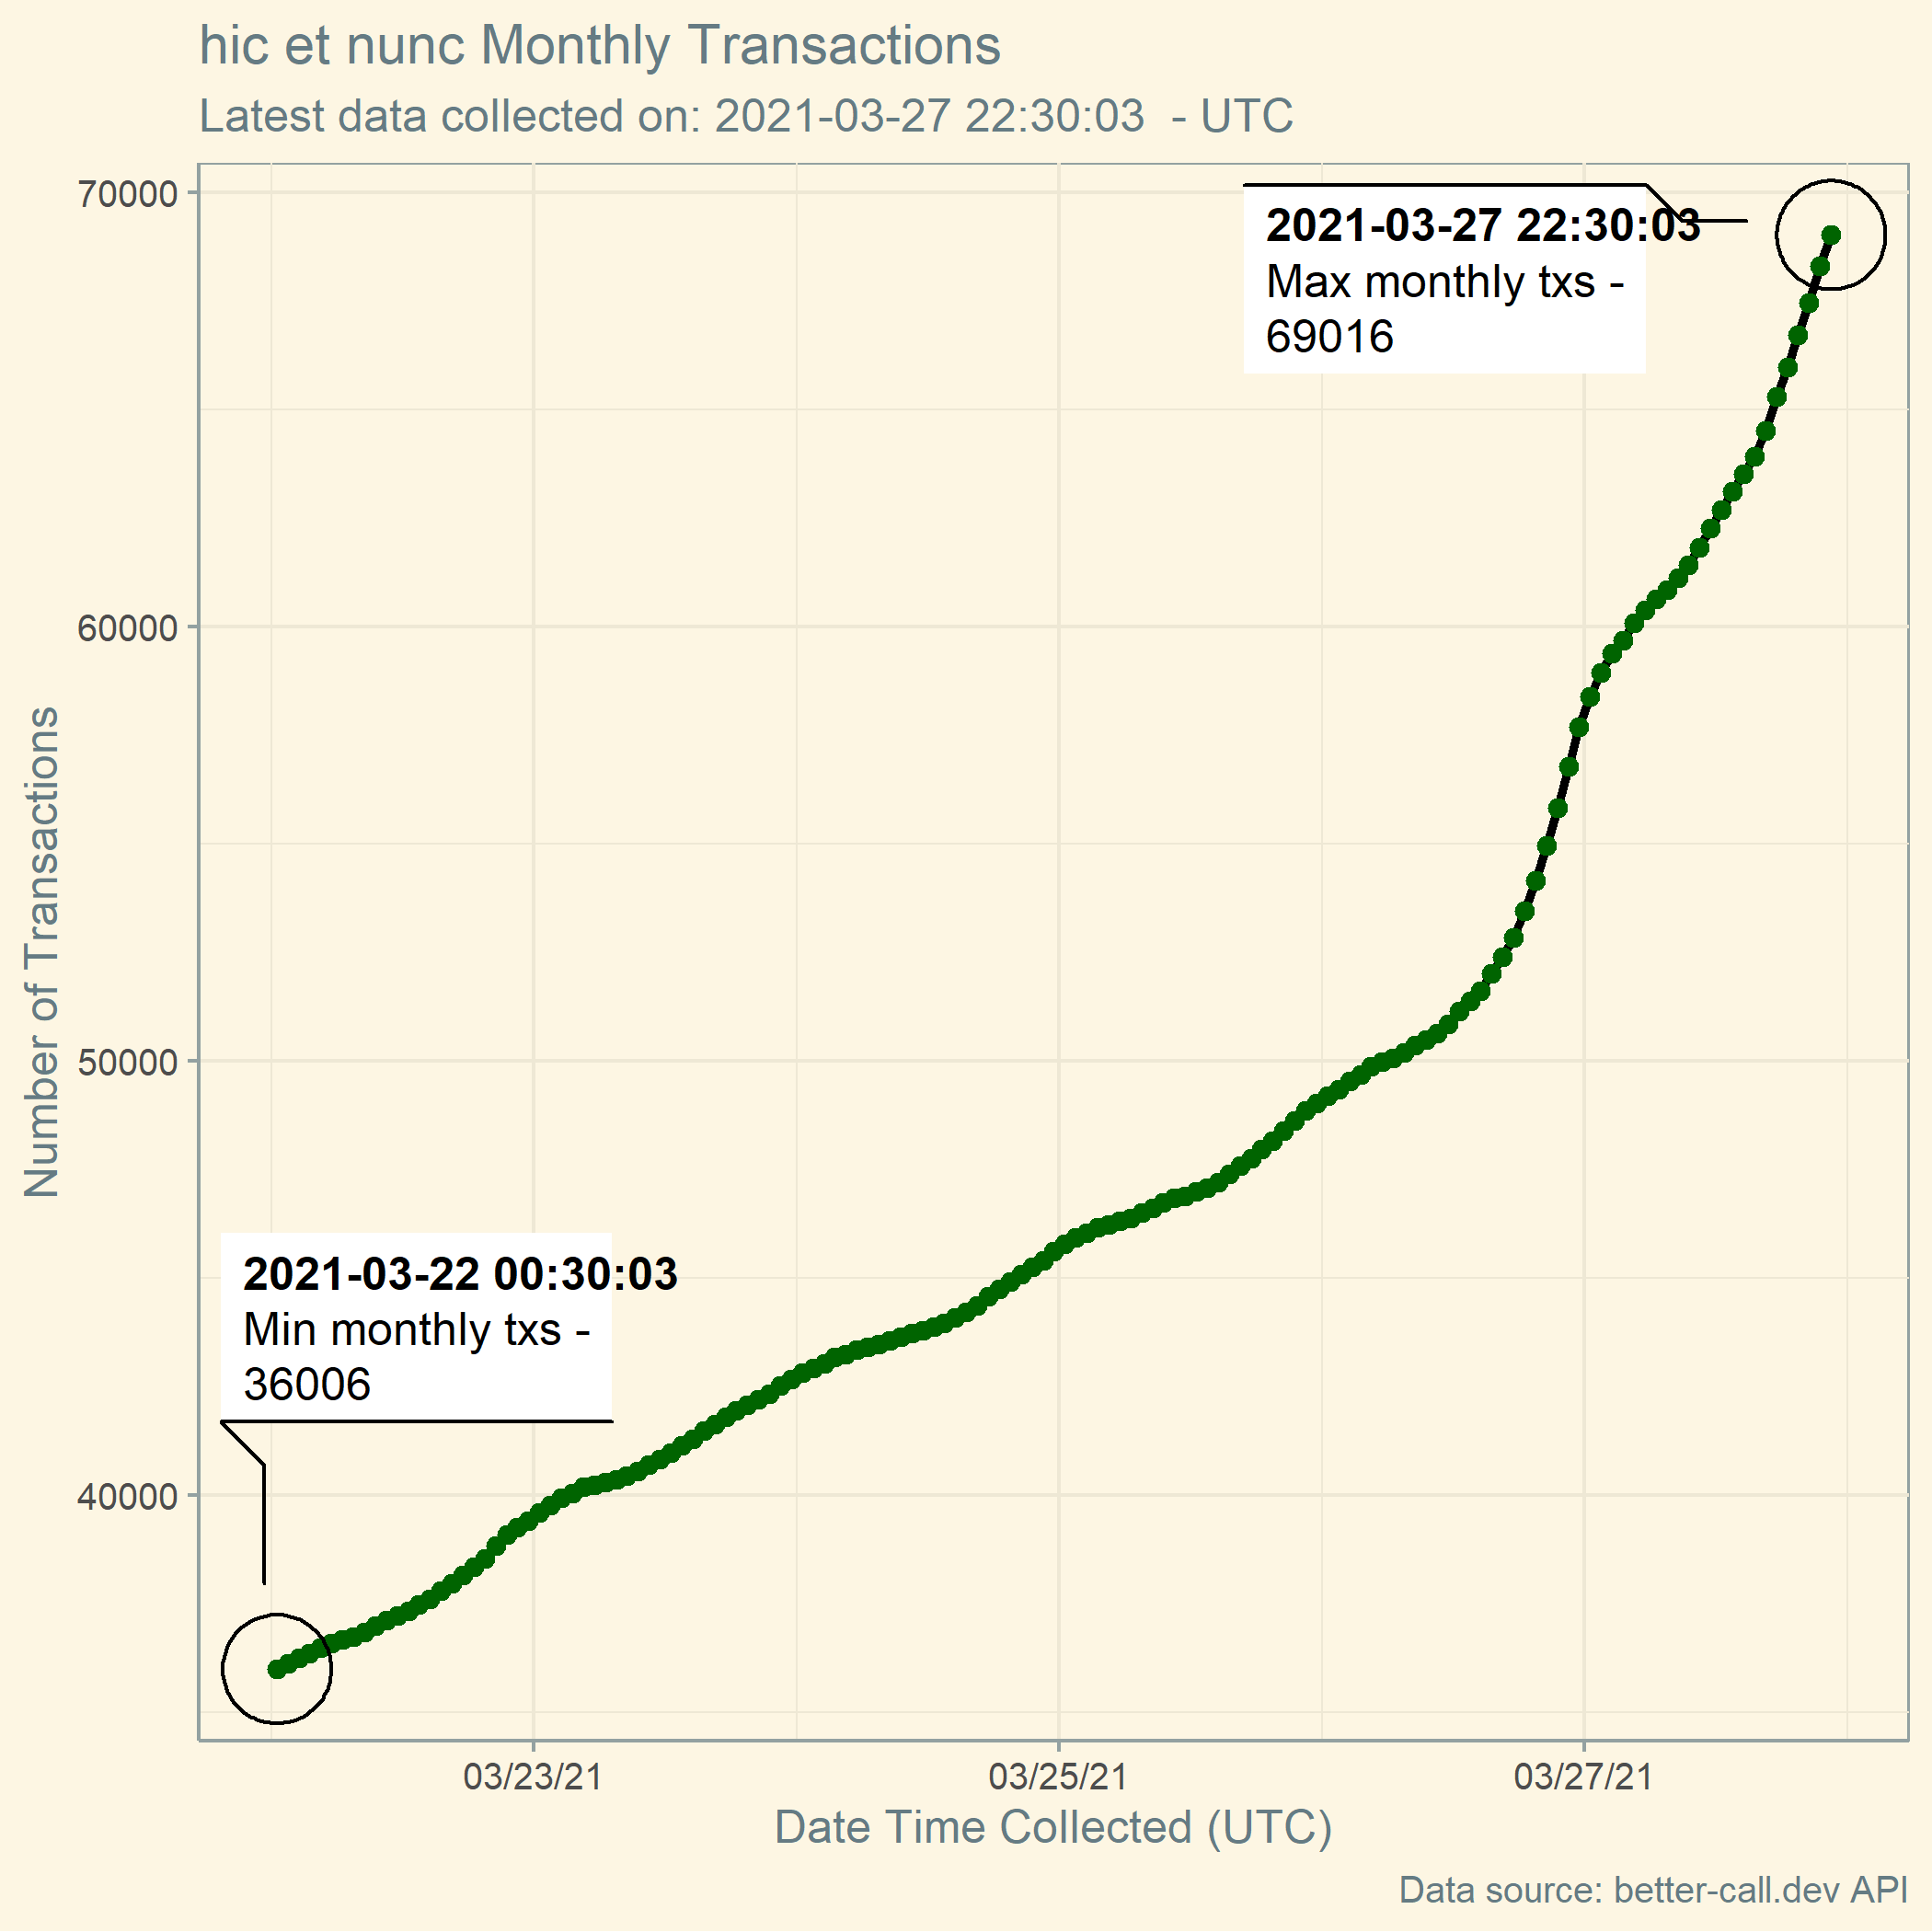 hic et nunc Monthly Transactions
Latest data collected on: 2021-03-27 22:30:03  - UTC
70000
60000
50000
40000
Number of Transactions
2021-03-27 22:30:03
Max monthly txs -
69016
2021-03-22 00:30:03
Min monthly txs -
36006
03/23/21
03/25/21
03/27/21
Date Time Collected (UTC)
Data source: better-call.dev API